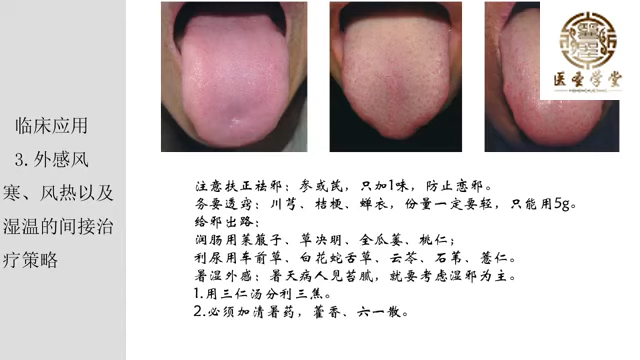 临床应用
3.外感风
寒、风热以及
湿温的间接治
疗策略
医圣学堂
注意扶正祛邪：参或芪，只加1味，防止恋邪。
务要透窍：川芎、桔梗、蝉衣，份量一定要轻，只能用5g。
给邪出路：
润肠用莱菔子、草决明、全瓜蒌、桃仁；
利尿用车前草、白花蛇舌草、云苓、石苇、薏仁。
暑湿外感：暑天病人见苔腻，就要考虑湿邪为主。
1.用三仁汤分利三焦。
2.必须加清暑药，藿香、六一散。